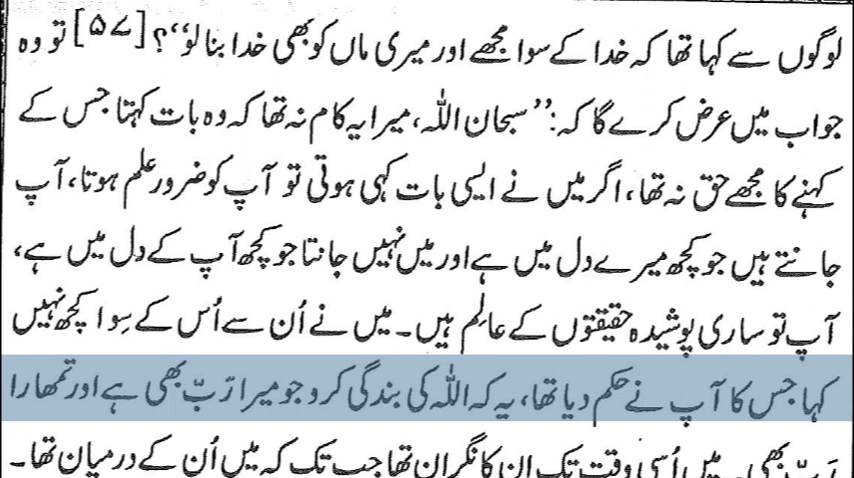 لوگوں سے کہا تھا کہ خدا کے سوا مجھے اور میری ماں کو بھی خدا بنا لو‘‘؟ [۵۷] تو وہ
جواب میں عرض کرے گا کہ: ’’سبحان اللہ، میرا یہ کام نہ تھا کہ وہ بات کہتا جس کے
کہنے کا مجھے حق نہ تھا، اگر میں نے ایسی بات کہی ہوتی تو آپ کو ضرور علم ہوتا، آپ
جانتے ہیں جو کچھ میرے دل میں ہے اور میں نہیں جانتا جو کچھ آپ کے دل میں ہے،
آپ تو ساری پوشیدہ حقیقتوں کے عالِم ہیں۔ میں نے اُن سے اُس کے سِوا کچھ نہیں
کہا جس کا آپ نے حکم دیا تھا، یہ کہ اللہ کی بندگی کرو جو میرا رَبّ بھی ہے اور تمھارا
رَبّ بھی۔ میں اُسی وقت تک ان کا نگران تھا جب تک کہ میں اُن کے درمیان تھا۔